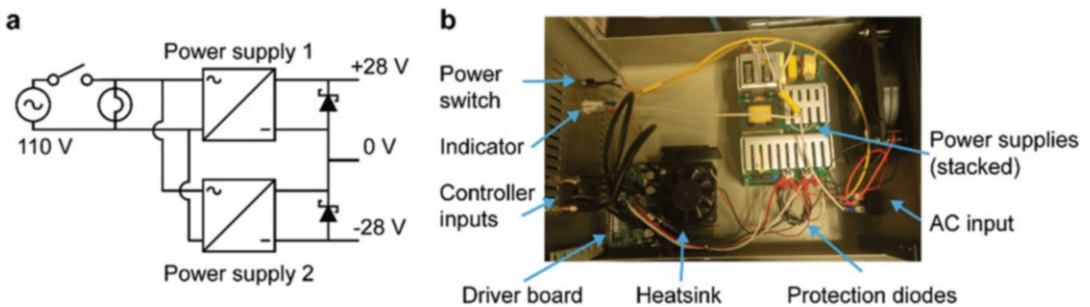 a
Power supply 1
+28 V
110 V
0 V
-28 V
Power supply 2
b
Power
switch
Indicator
Controller
inputs
Power supplies
(stacked)
AC input
Driver board
Heatsink
Protection diodes